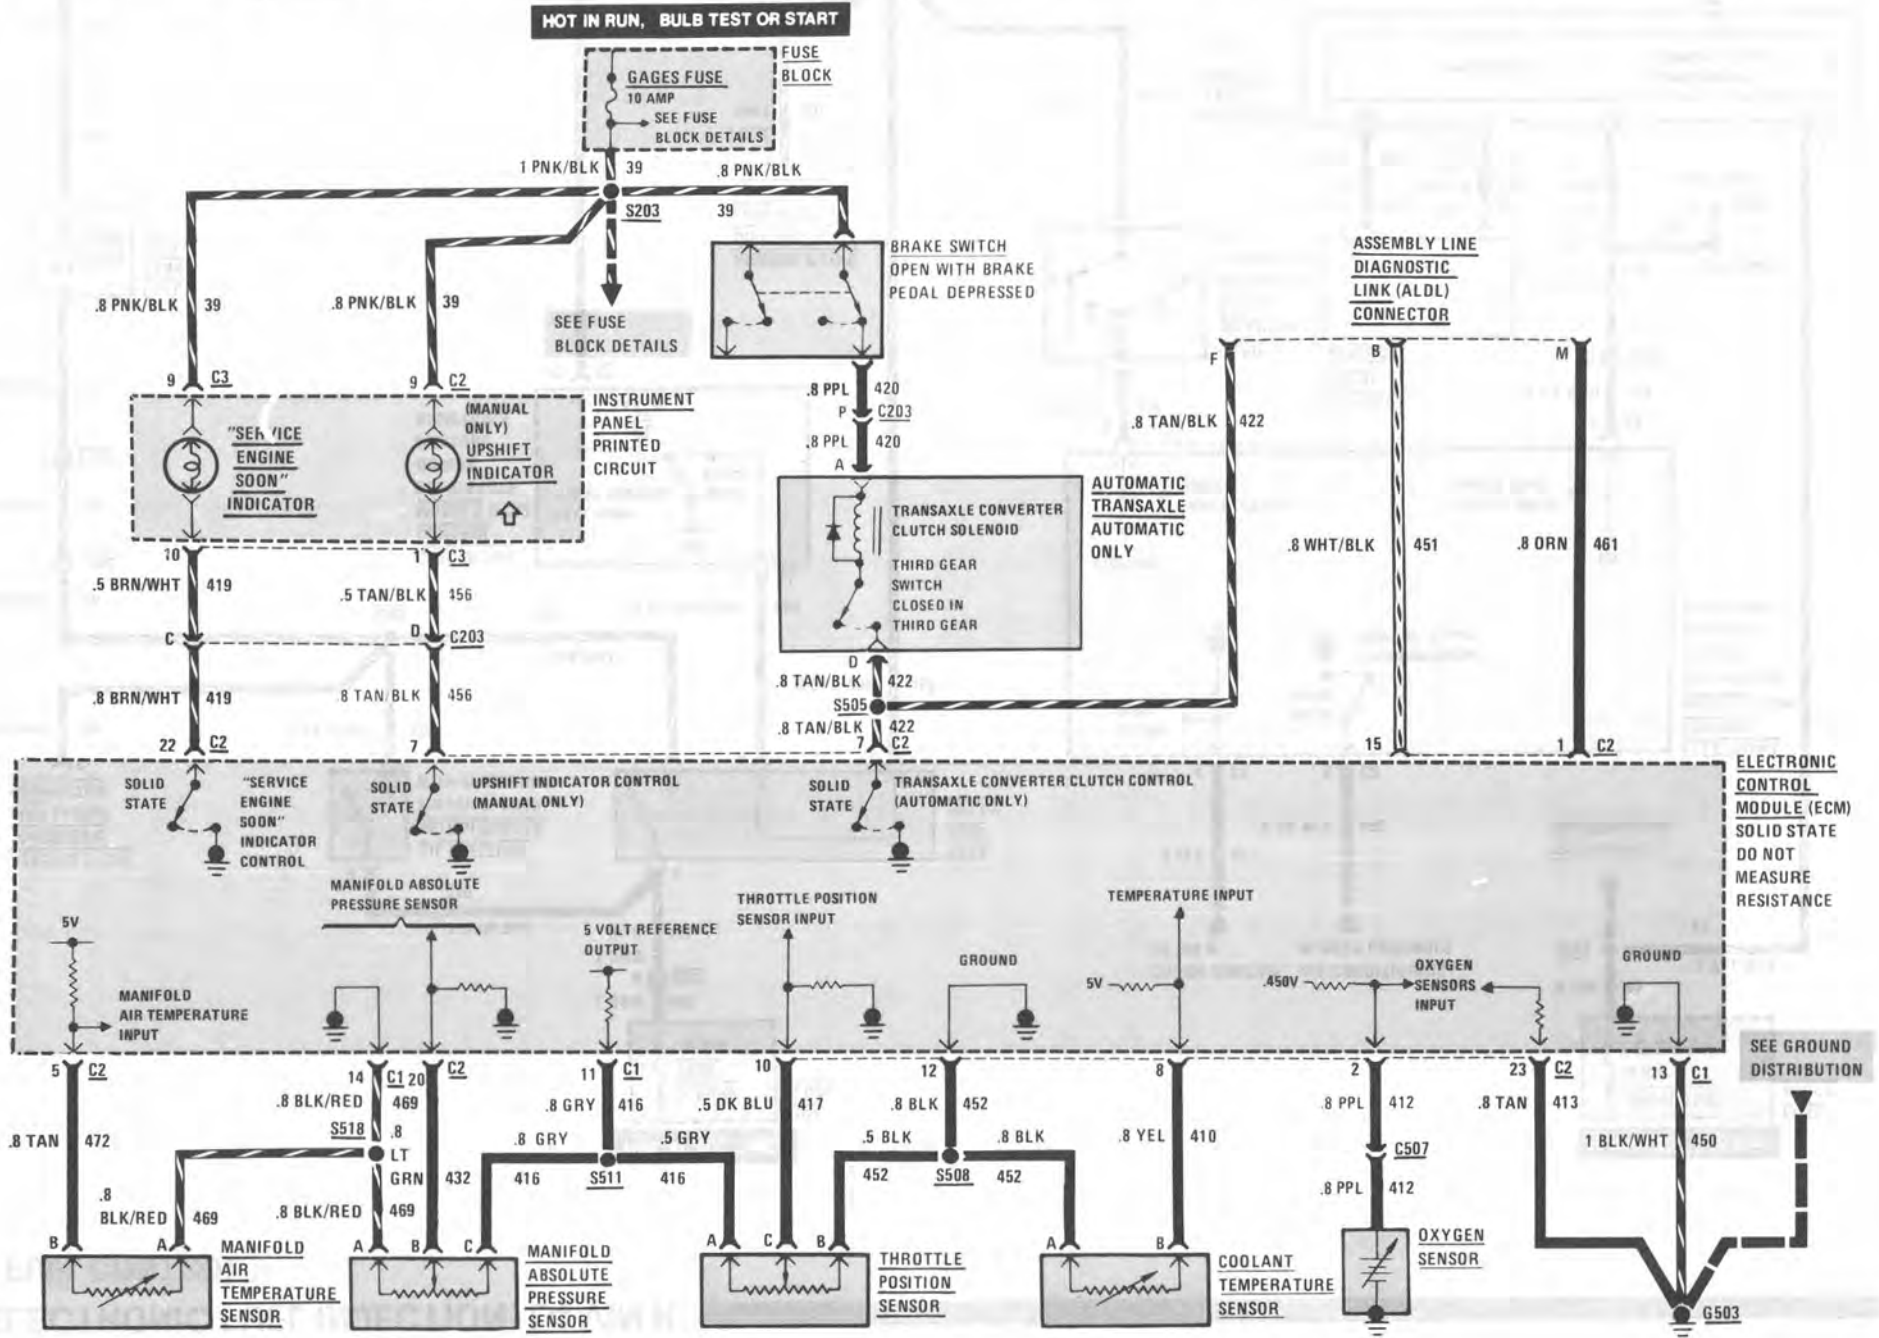 HOT IN RUN, BULB TEST OR START
FUSE
BLOCK
GAGES FUSE
10 AMP
SEE FUSE
BLOCK DETAILS
1 PNK/BLK 39
.8 PNK/BLK
39
S203
.8 PNK/BLK 39
.8 PNK/BLK 39
SEE FUSE
BLOCK DETAILS
BRAKE SWITCH
OPEN WITH BRAKE
PEDAL DEPRESSED
ASSEMBLY LINE
DIAGNOSTIC
LINK (ALDL)
CONNECTOR
F
B
M
9 C3
9 C2
INSTRUMENT
PANEL
PRINTED
CIRCUIT
"SERVICE
ENGINE
SOON"
INDICATOR
(MANUAL
ONLY)
UPSHIFT
INDICATOR
.8 PPL 420
P C203
.8 PPL 420
A
.8 TAN/BLK 422
AUTOMATIC
TRANSAXLE
AUTOMATIC
ONLY
TRANSAXLE CONVERTER
CLUTCH SOLENOID
THIRD GEAR
SWITCH
CLOSED IN
THIRD GEAR
.8 WHT/BLK 451
.8 ORN 461
10
1 C3
.5 BRN/WHT 419
.5 TAN/BLK 456
C
D C203
.8 BRN/WHT 419
.8 TAN/BLK 456
D
.8 TAN/BLK 422
S505
.8 TAN/BLK 422
22 C2
7
7 C2
15
1 C2
ELECTRONIC
CONTROL
MODULE (ECM)
SOLID STATE
DO NOT
MEASURE
RESISTANCE
SOLID
STATE
"SERVICE
ENGINE
SOON"
INDICATOR
CONTROL
SOLID
STATE
UPSHIFT INDICATOR CONTROL
(MANUAL ONLY)
SOLID
STATE
TRANSAXLE CONVERTER CLUTCH CONTROL
(AUTOMATIC ONLY)
MANIFOLD ABSOLUTE
PRESSURE SENSOR
5V
MANIFOLD
AIR TEMPERATURE
INPUT
5 VOLT REFERENCE
OUTPUT
THROTTLE POSITION
SENSOR INPUT
GROUND
TEMPERATURE INPUT
5V
.450V
OXYGEN
SENSORS
INPUT
GROUND
SEE GROUND
DISTRIBUTION
5 C2
14 C1
20 C2
11 C1
10
12
8
2
23 C2
13 C1
.8 TAN 472
.8 BLK/RED 469
S518
.8
LT
GRN 432
.8
BLK/RED 469
.8 BLK/RED 469
.8 GRY 416
.8 GRY
416
.5 GRY
416
S511
.5 DK BLU 417
.8 BLK 452
.5 BLK
452
.8 BLK
452
S508
.8 YEL 410
.8 PPL 412
C507
.8 PPL 412
.8 TAN 413
1 BLK/WHT 450
B
A
MANIFOLD
AIR
TEMPERATURE
SENSOR
A
B
C
MANIFOLD
ABSOLUTE
PRESSURE
SENSOR
A
C
B
THROTTLE
POSITION
SENSOR
A
B
COOLANT
TEMPERATURE
SENSOR
OXYGEN
SENSOR
G503